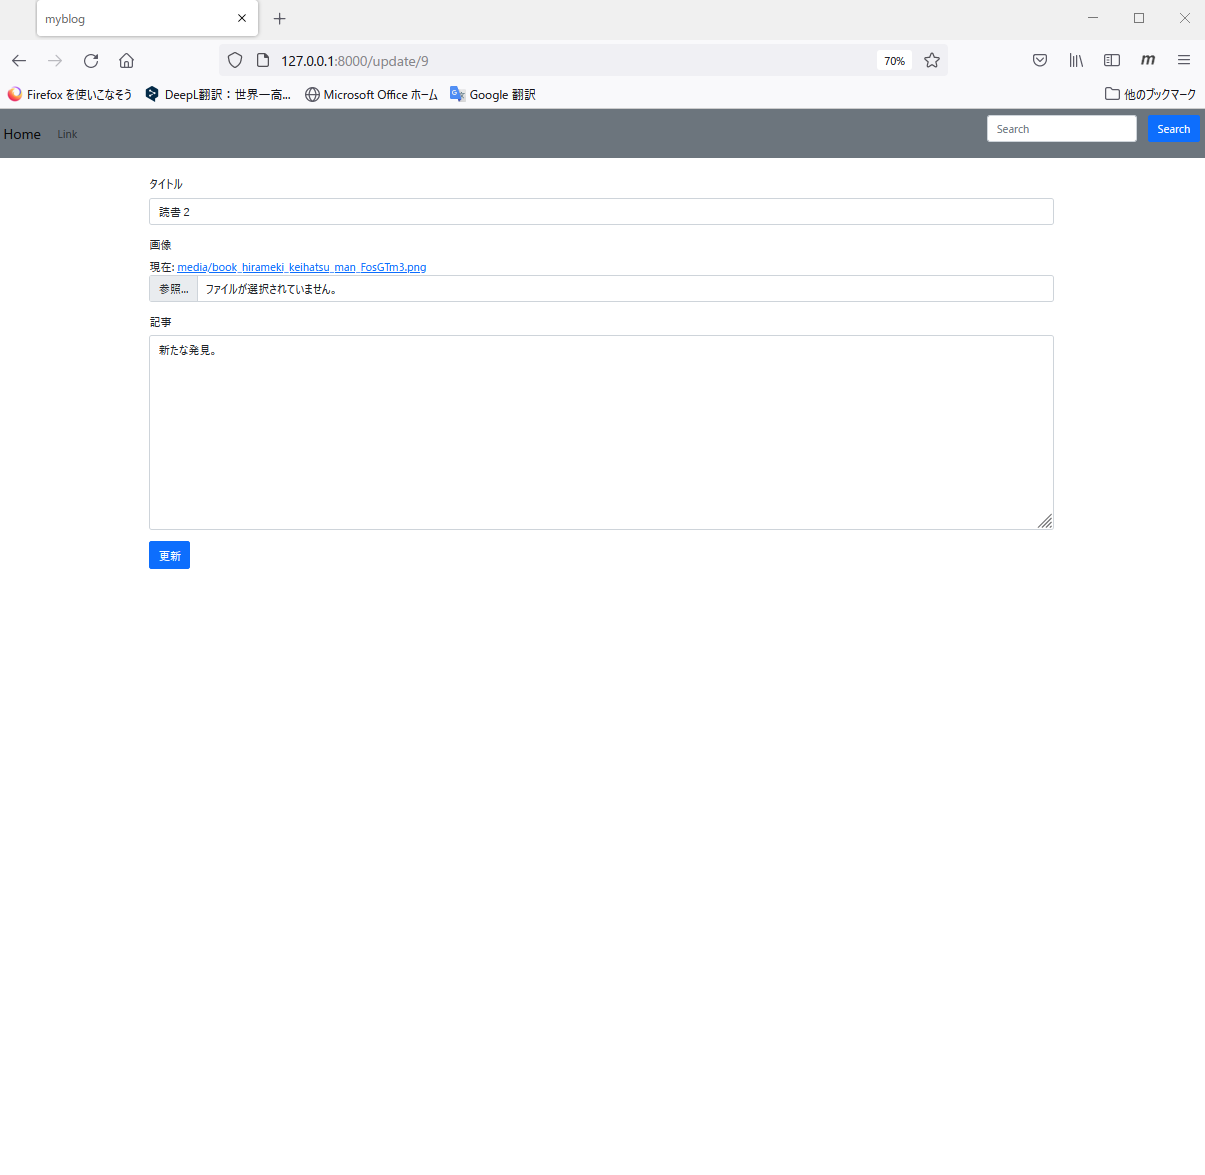 myblog
127.0.0.1:8000/update/9
70%
Firefox を使いこなそう
DeepL翻訳：世界一高...
Microsoft Office ホーム
Google 翻訳
他のブックマーク
Home
Link
Search
Search
タイトル
読書２
画像
現在: media/book_hirameki_keihatsu_man_FosGTm3.png
参照...
ファイルが選択されていません。
記事
新たな発見。
更新